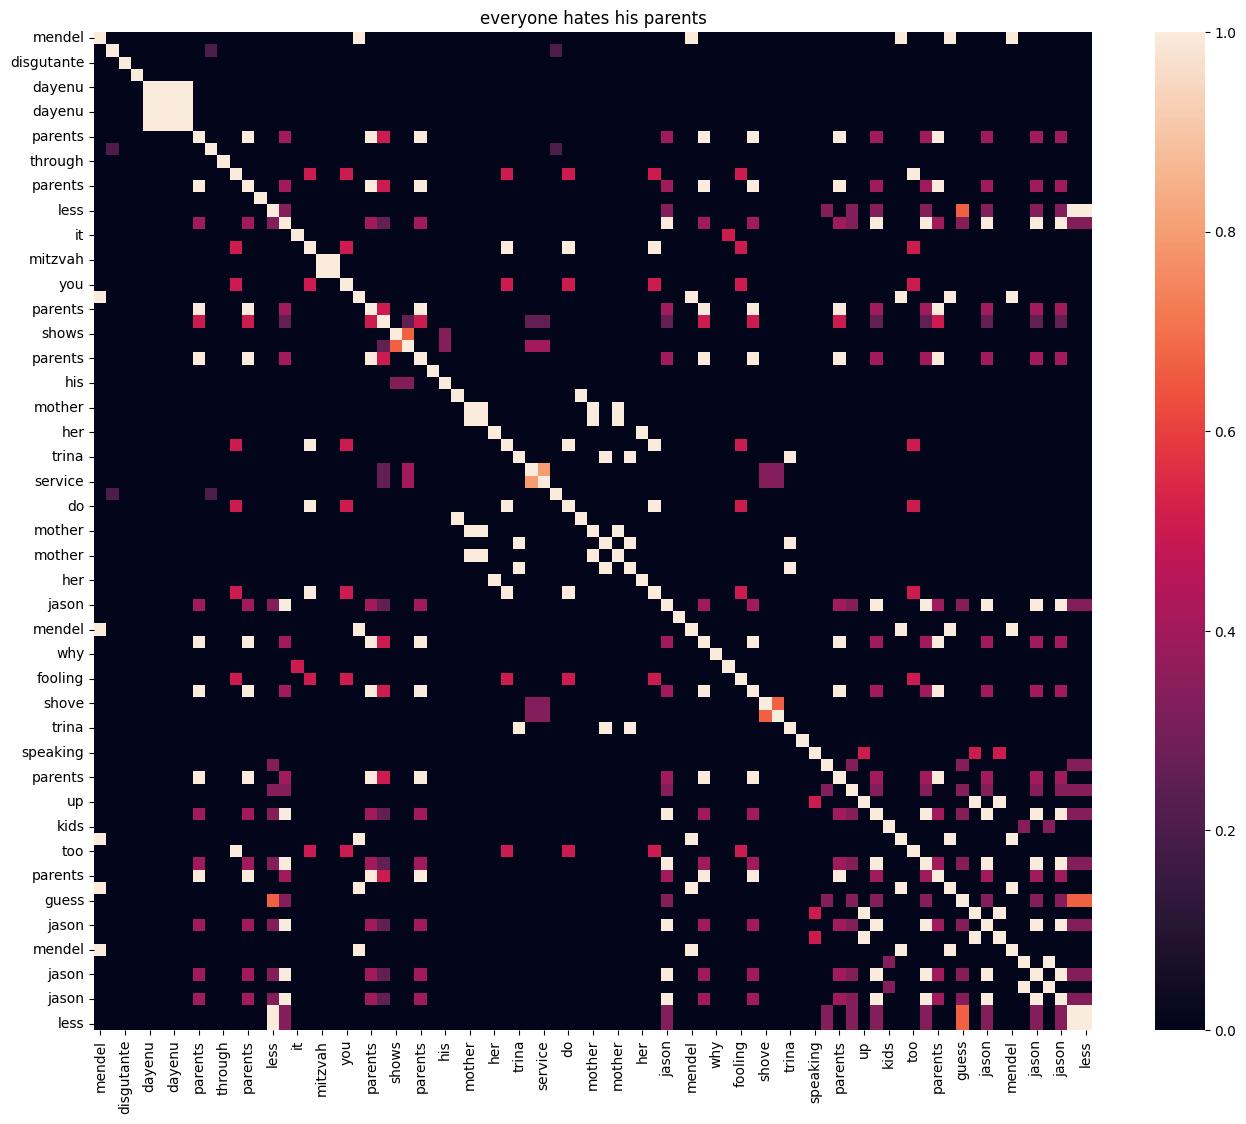 everyone hates his parents
mendel
disgutante
dayenu
dayenu
parents
through
parents
less
it
mitzvah
you
parents
shows
parents
his
mother
her
trina
service
do
mother
mother
her
jason
mendel
why
fooling
shove
trina
speaking
parents
up
kids
too
parents
guess
jason
mendel
jason
jason
less
1.0
0.8
0.6
0.4
0.2
0.0
mendel
disgutante
dayenu
dayenu
parents
through
parents
less
it
mitzvah
you
parents
shows
parents
his
mother
her
trina
service
do
mother
mother
her
jason
mendel
why
fooling
shove
trina
speaking
parents
up
kids
too
parents
guess
jason
mendel
jason
jason
less